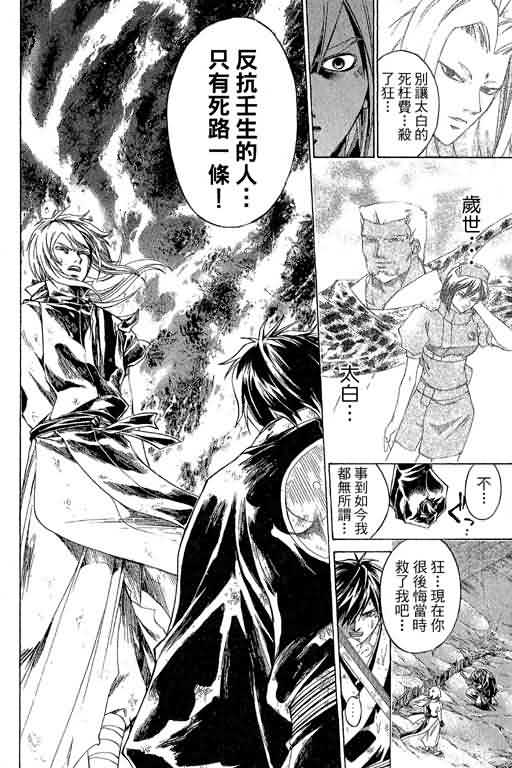 別讓太白的
死枉費…殺
了狂…
歲世…
太白…
不…
事到如今我
都無所謂…
狂…現在你
很後悔當時
救了我吧…
……
反抗壬生的人…
只有死路一條！